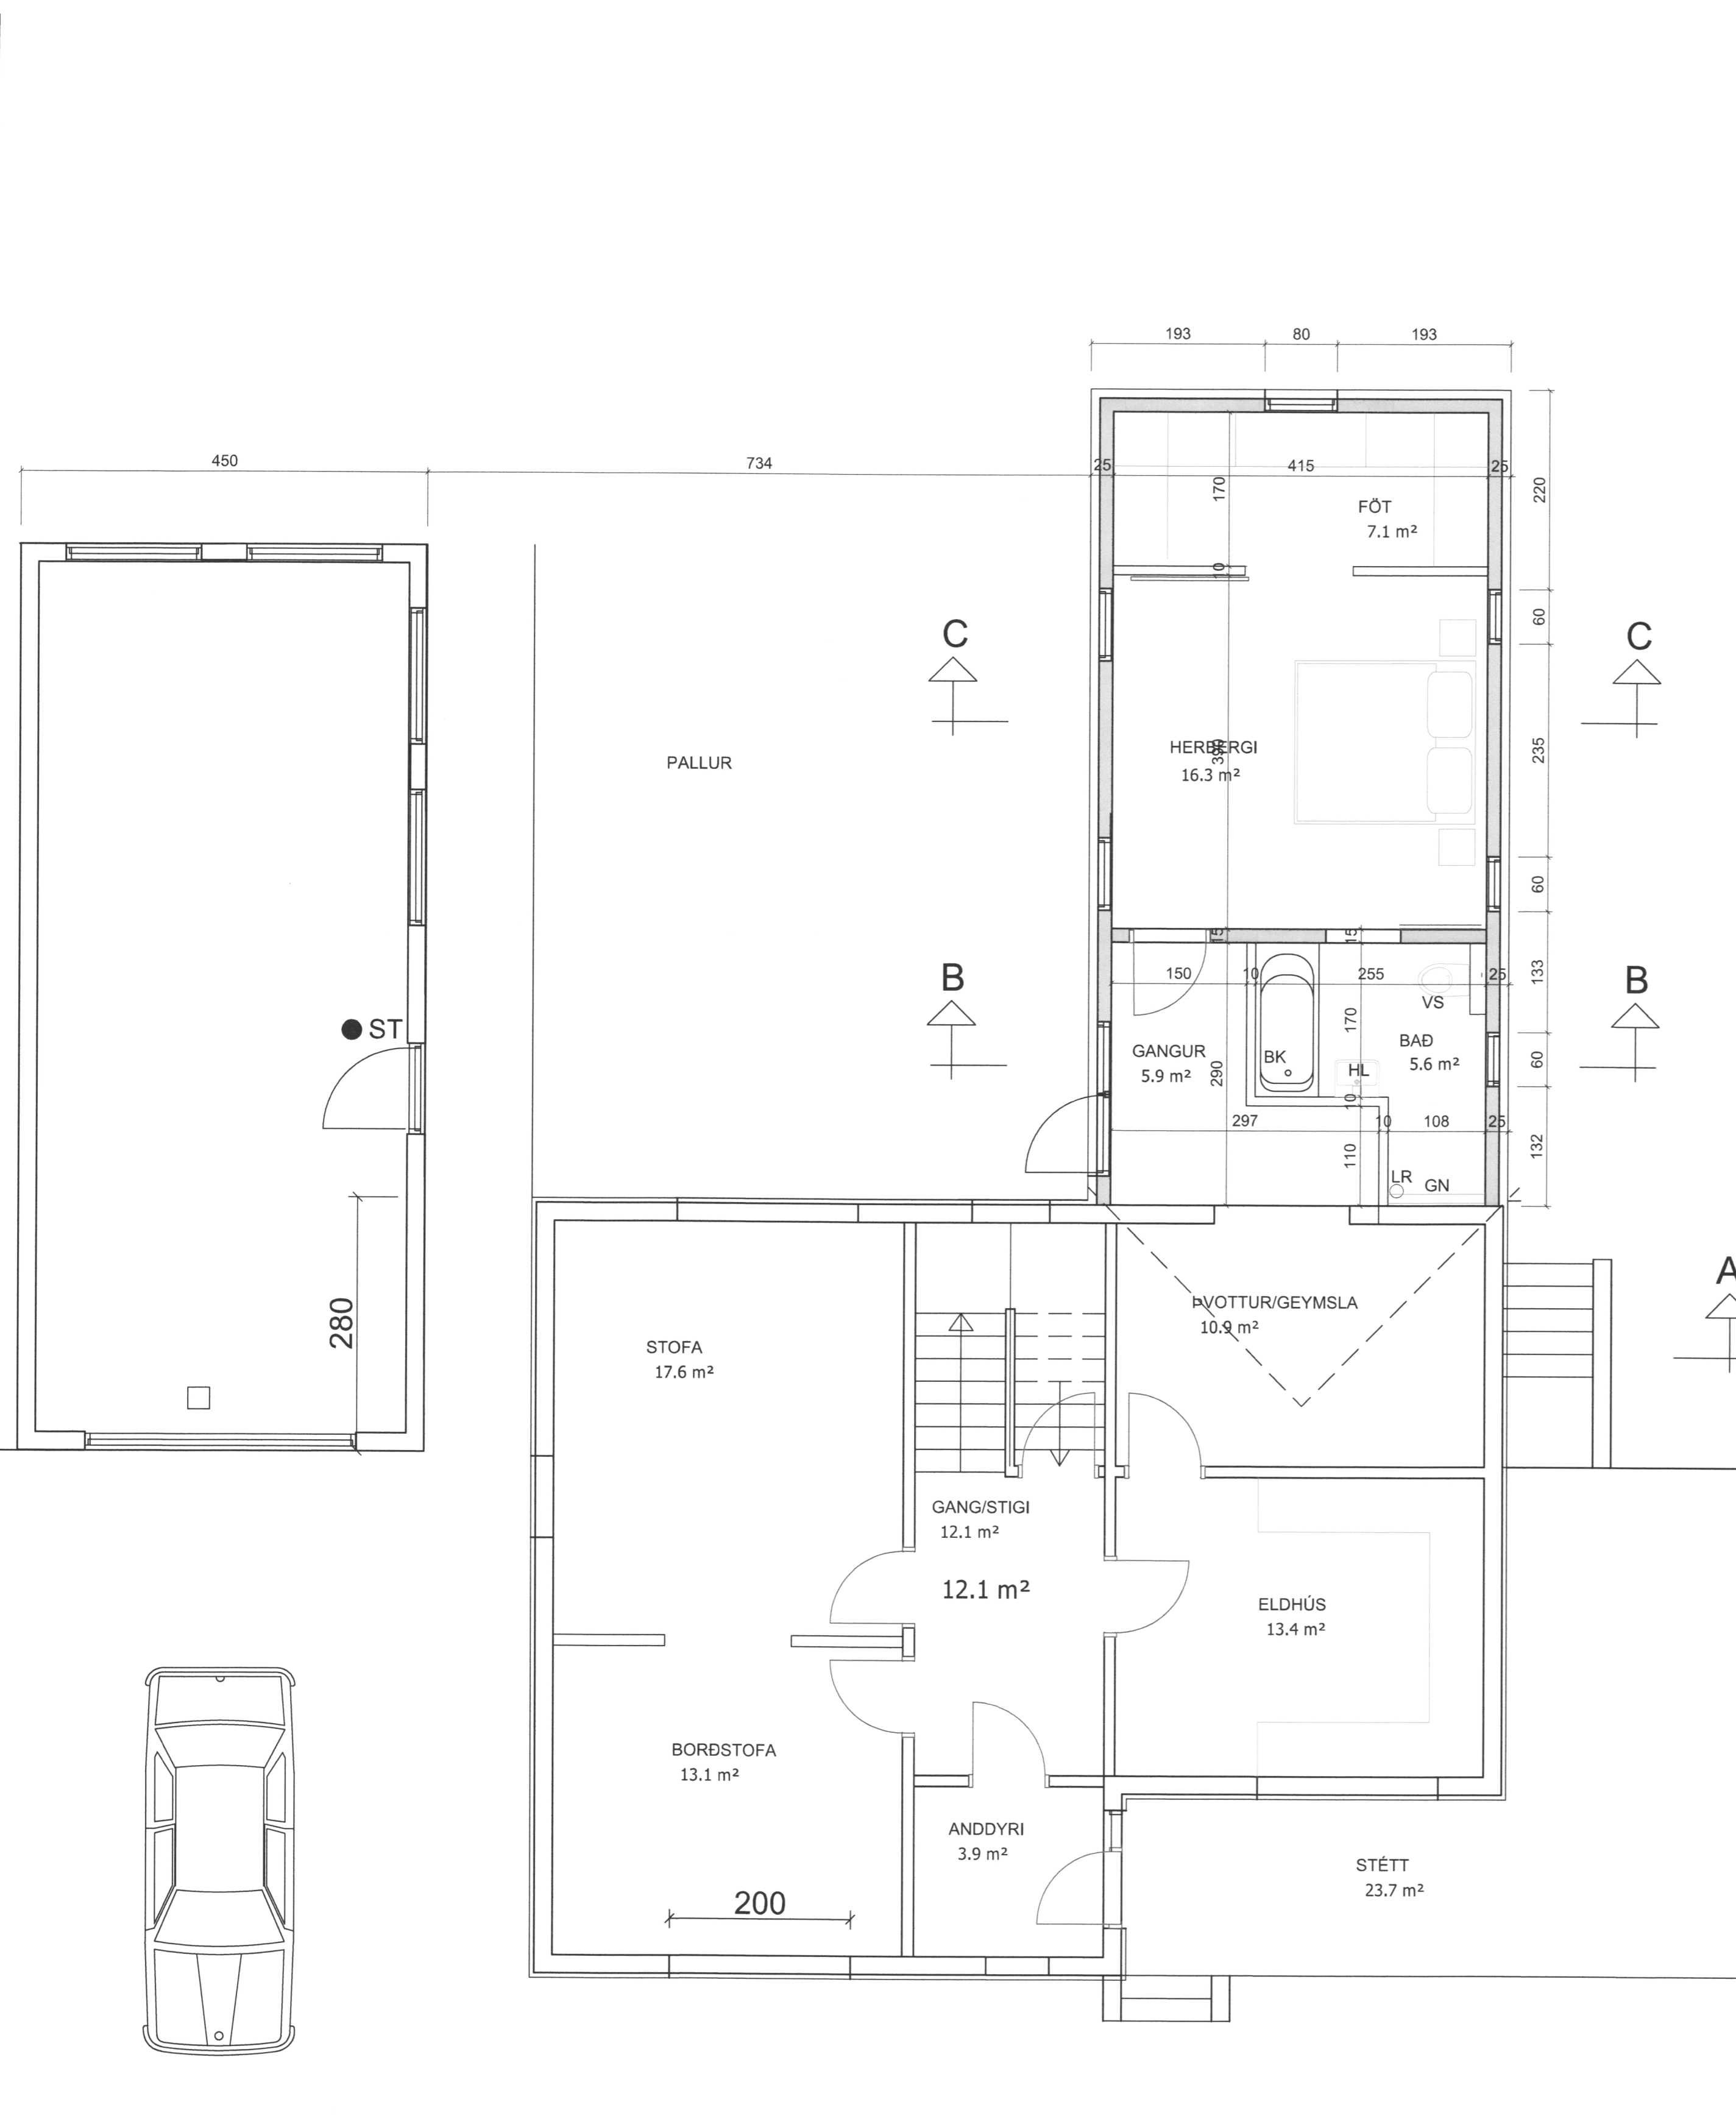 193
80
193
450
734
25
415
25
170
220
FÖT
7.1 m²
10
60
C
C
HERBERGI
390
16.3 m²
235
PALLUR
60
15
15
B
B
150
10
255
25
133
VS
170
ST
GANGUR
5.9 m²
290
BK
BAÐ
5.6 m²
HL
60
10
297
10
108
25
110
132
LR
GN
A
280
ÞVOTTUR/GEYMSLA
10.9 m²
STOFA
17.6 m²
GANG/STIGI
12.1 m²
12.1 m²
ELDHÚS
13.4 m²
BORÐSTOFA
13.1 m²
ANDDYRI
3.9 m²
STÉTT
23.7 m²
200